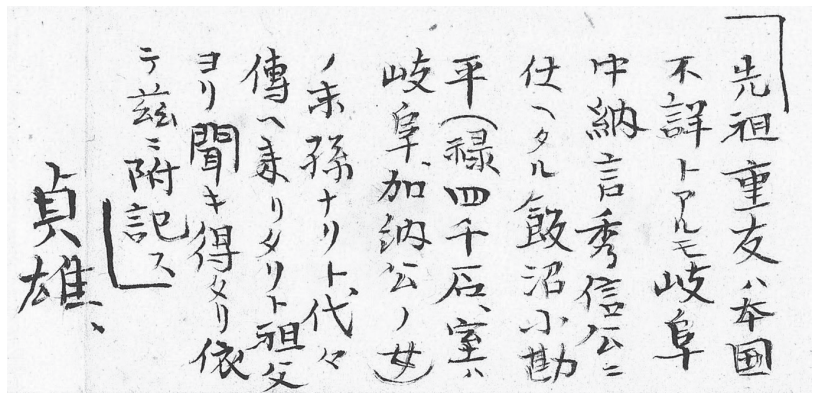 「先祖重友ハ本国
不詳トアルモ岐阜
中納言秀信公ニ
仕ヘタル飯沼小勘
平(禄四千石、室ハ
岐阜、加納公ノ女)
ノ末孫ナリト、代々
傳ヘ来リタリト祖父
ヨリ聞キ得タリ依
テ茲ニ附記ス」
貞雄、